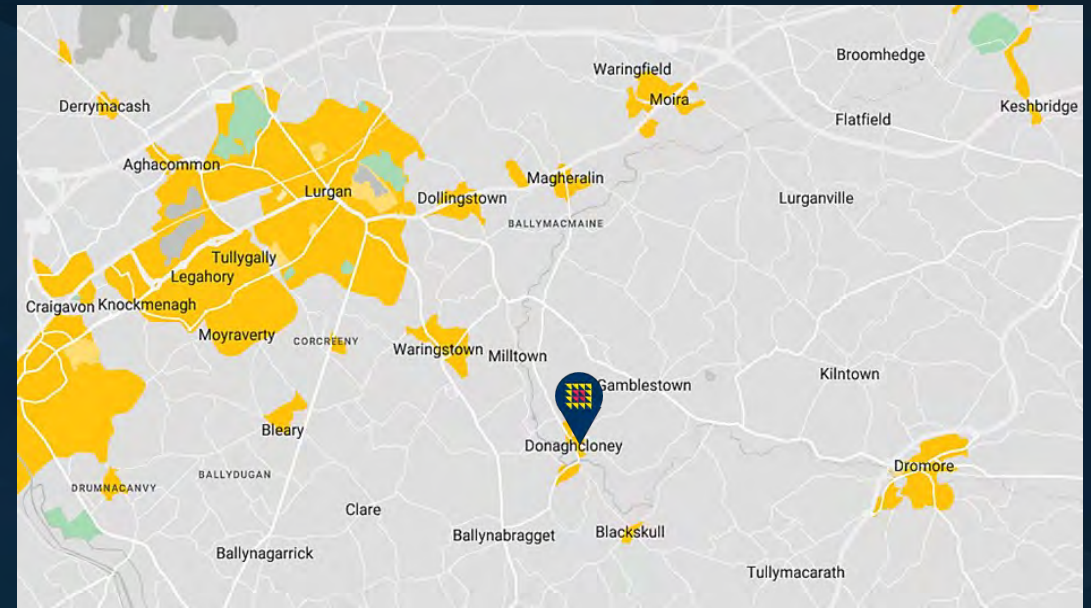 Broomhedge
Waringfield
Moira
Keshbridge
Derrymacash
Flatfield
Aghacommon
Magheralin
Lurgan
Dollingstown
Lurganville
BALLYMACMAINE
Tullygally
Legahory
Craigavon
Knockmenagh
Moyraverty
CORCREENY
Waringstown
Milltown
Kilntown
Gamblestown
Bleary
Donaghcloney
Dromore
BALLYDUGAN
DRUMNACANVY
Clare
Ballynabragget
Blackskull
Ballynagarrick
Tullymacarath